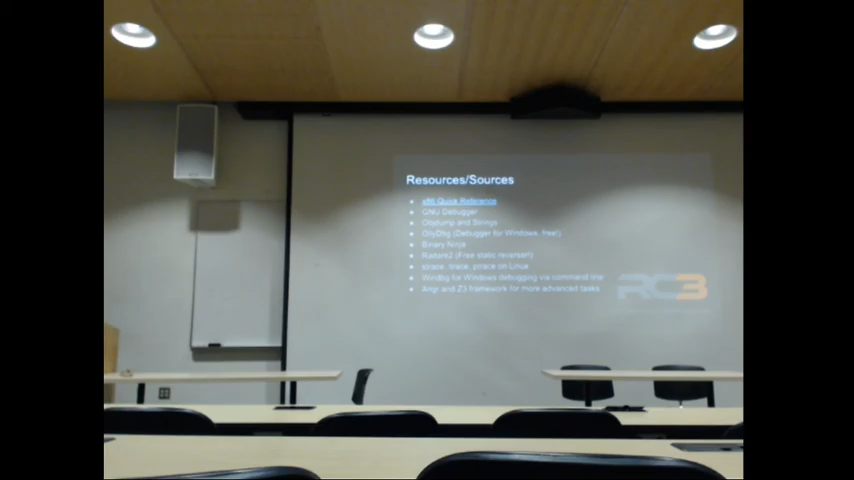 Resources/Sources
x86 Quick Reference
GNU Debugger
Objdump and Strings
OllyDbg (Debugger for Windows, free!)
Binary Ninja
Radare2 (Free static reverser!)
strace, ltrace, ptrace on Linux
Windbg for Windows debugging via command line
Angr and Z3 framework for more advanced tasks
RC3